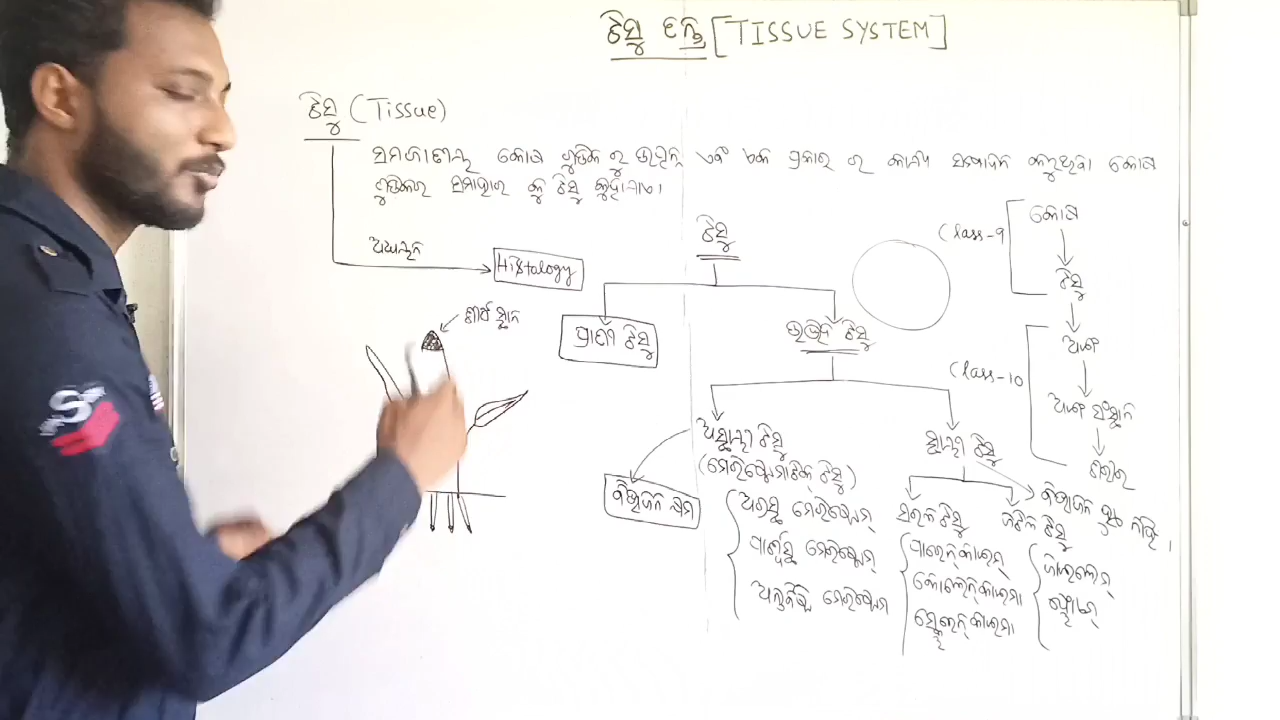 ଟିସୁ ତନ୍ତ୍ର [TISSUE SYSTEM]
ଟିସୁ (Tissue)
ସମଜାତୀୟ କୋଷ ଗୁଡିକ ରୁ ଉତ୍ପନ୍ନ ଏବଂ ଏକ ପ୍ରକାର ର କାର୍ଯ୍ୟ ସମ୍ପାଦନ କରୁଥିବା କୋଷ
ଗୁଡିକର ସମାହାର କୁ ଟିସୁ କୁହାଯାଏ।
ଅଧ୍ୟୟନ
Histology
ଶୀର୍ଷ ସ୍ଥାନ
ଟିସୁ
ପ୍ରାଣୀ ଟିସୁ
ଉଦ୍ଭିଦ ଟିସୁ
ଅସ୍ଥାୟୀ ଟିସୁ
(ମେରିଷ୍ଟେମାଟିକ୍ ଟିସୁ)
ବିଭାଜନ କ୍ଷମ
ଅଗ୍ରସ୍ଥ ମେରିଷ୍ଟେମ୍
ପାର୍ଶ୍ୱସ୍ଥ ମେରିଷ୍ଟେମ୍
ଅନ୍ତର୍ନିବିଷ୍ଟ ମେରିଷ୍ଟେମ
ସ୍ଥାୟୀ ଟିସୁ
ବିଭାଜନ କ୍ଷମ ନୁହଁ।
ସରଳ ଟିସୁ
ପାରେନ୍‌କାଇମ୍
କୋଲେନ୍‌କାଇମା
ସ୍କ୍ଲେରେନ୍‌କାଇମା
ଜଟିଳ ଟିସୁ
ଜାଇଲେମ୍
ଫ୍ଲୋଏମ୍
Class-9
କୋଷ
ଟିସୁ
Class-10
ଅଙ୍ଗ
ଅଙ୍ଗ ସଂସ୍ଥାନ
ଶରୀର